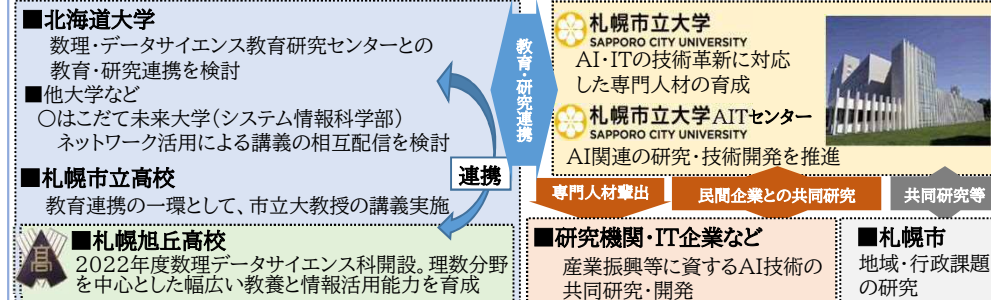 ■北海道大学
数理・データサイエンス教育研究センターとの
教育・研究連携を検討
■他大学など
〇はこだて未来大学(システム情報科学部)
ネットワーク活用による講義の相互配信を検討
■札幌市立高校
教育連携の一環として、市立大教授の講義実施
■札幌旭丘高校
2022年度数理データサイエンス科開設。理数分野
を中心とした幅広い教養と情報活用能力を育成
高
連携
教育・研究連携
札幌市立大学
SAPPORO CITY UNIVERSITY
AI・ITの技術革新に対応
した専門人材の育成
札幌市立大学AITセンター
SAPPORO CITY UNIVERSITY
AI関連の研究・技術開発を推進
専門人材輩出
民間企業との共同研究
共同研究等
■研究機関・IT企業など
産業振興等に資するAI技術の
共同研究・開発
■札幌市
地域・行政課題
の研究